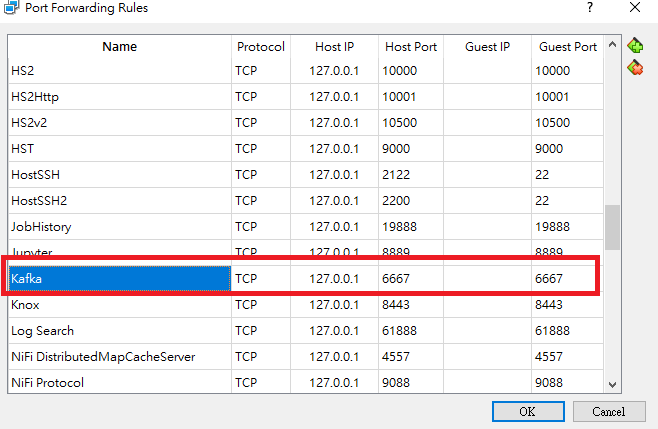 Port Forwarding Rules ?
Name Protocol Host IP Host Port Guest IP Guest Port
HS2 TCP 127.0.0.1 10000 10000
HS2Http TCP 127.0.0.1 10001 10001
HS2v2 TCP 127.0.0.1 10500 10500
HST TCP 127.0.0.1 9000 9000
HostSSH TCP 127.0.0.1 2122 22
HostSSH2 TCP 127.0.0.1 2200 22
JobHistory TCP 127.0.0.1 19888 19888
Jupyter TCP 127.0.0.1 8889 8889
Kafka TCP 127.0.0.1 6667 6667
Knox TCP 127.0.0.1 8443 8443
Log Search TCP 127.0.0.1 61888 61888
NiFi DistributedMapCacheServer TCP 127.0.0.1 4557 4557
NiFi Protocol TCP 127.0.0.1 9088 9088
OK Cancel